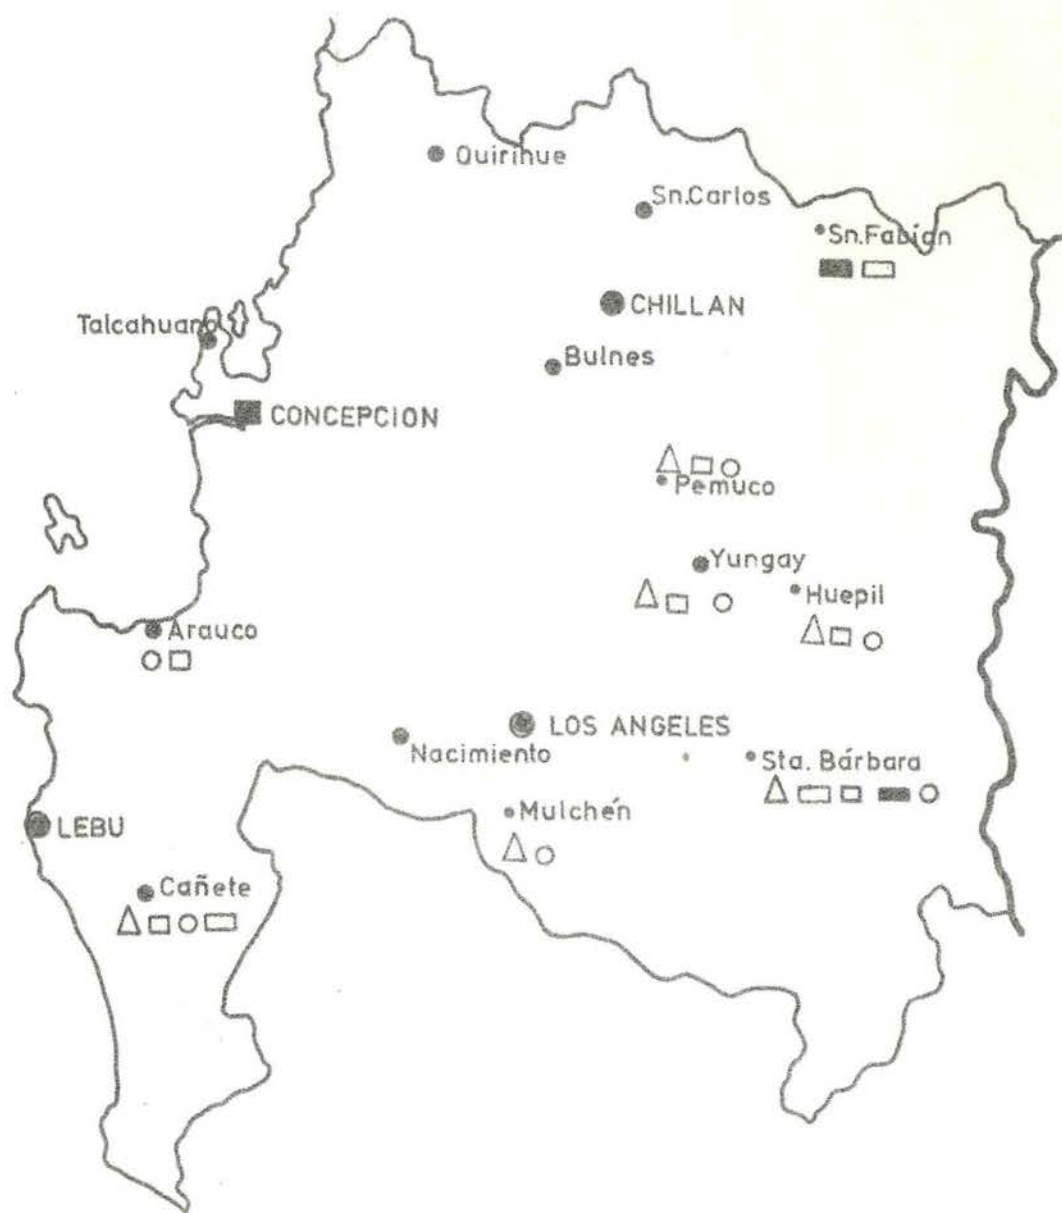 Quirihue
Sn.Carlos
Sn.Fabían
CHILLAN
Talcahuano
Bulnes
CONCEPCION
Pemuco
Yungay
Huepil
Arauco
LOS ANGELES
Nacimiento
Sta. Bárbara
Mulchén
LEBU
Cañete